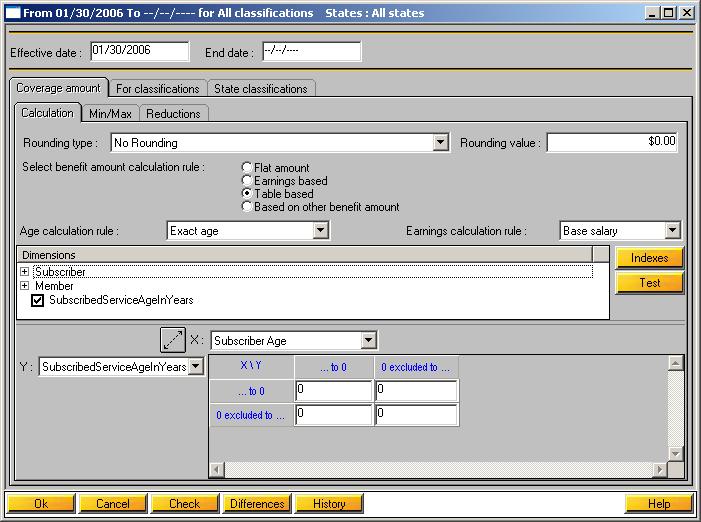 From 01/30/2006 To --/--/---- for All classifications States : All states
Effective date : 01/30/2006 End date : --/--/----
Coverage amount For classifications State classifications
Calculation Min/Max Reductions
Rounding type : No Rounding Rounding value : $0.00
Select benefit amount calculation rule : Flat amount
Earnings based
Table based
Based on other benefit amount
Age calculation rule : Exact age Earnings calculation rule : Base salary
Dimensions
Indexes
Subscriber
Member
Test
SubscribedServiceAgeInYears
X : Subscriber Age
Y : SubscribedServiceAgeInYears
X \ Y ... to 0 0 excluded to ...
... to 0 0 0
0 excluded to ... 0 0
Ok Cancel Check Differences History Help